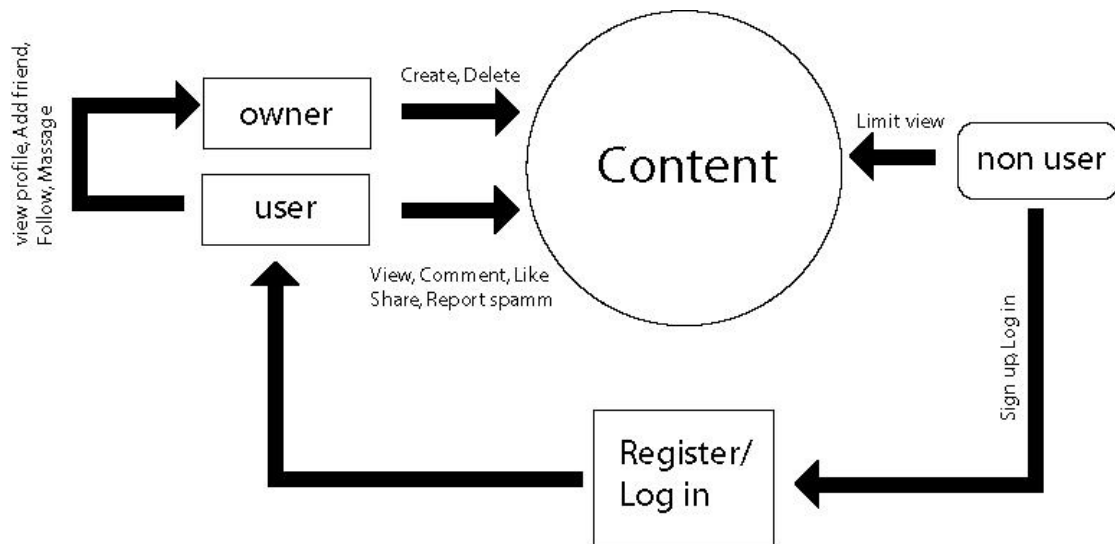 view profile, Add friend,
Follow, Massage
owner
Create, Delete
Content
Limit view
non user
user
View, Comment, Like
Share, Report spamm
Sign up, Log in
Register/
Log in